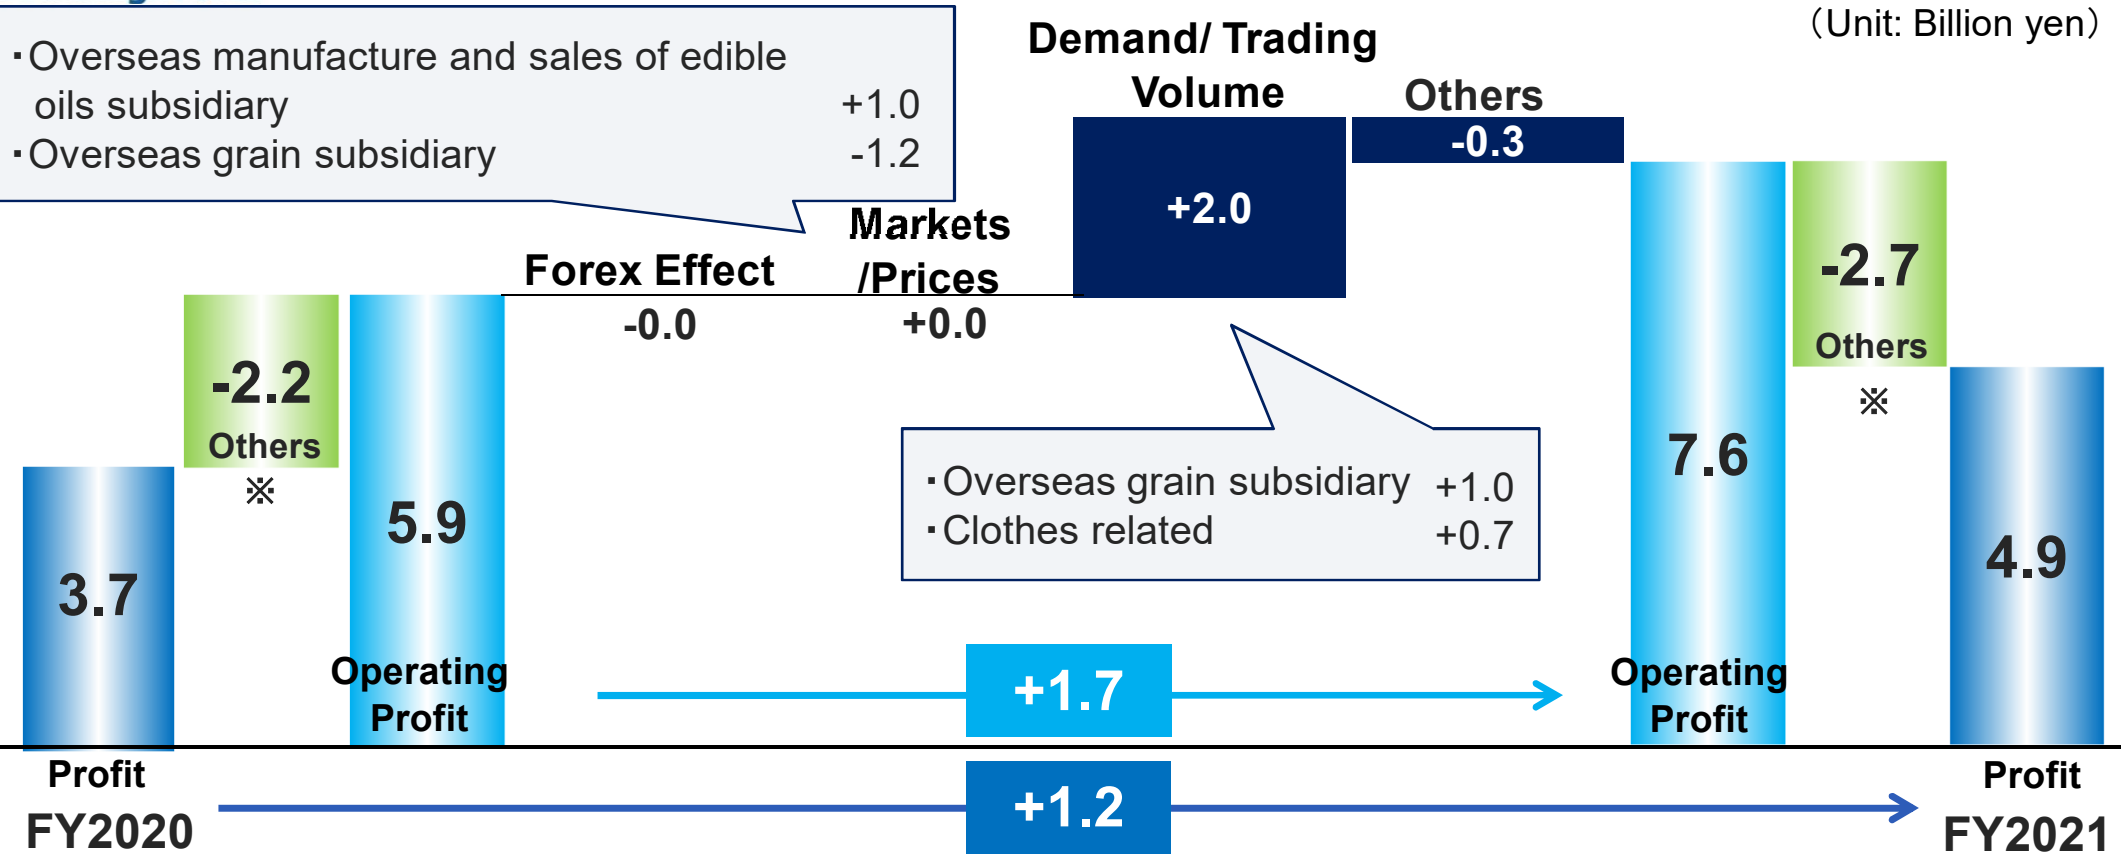 （Unit: Billion yen）
・Overseas manufacture and sales of edible
oils subsidiary +1.0
・Overseas grain subsidiary -1.2
Demand/ Trading
Volume
+2.0
Others
-0.3
Forex Effect
-0.0
Markets
/Prices
+0.0
・Overseas grain subsidiary +1.0
・Clothes related +0.7
3.7
-2.2
Others
※
5.9
Operating
Profit
7.6
Operating
Profit
-2.7
Others
※
4.9
+1.7
Profit
FY2020
+1.2
Profit
FY2021